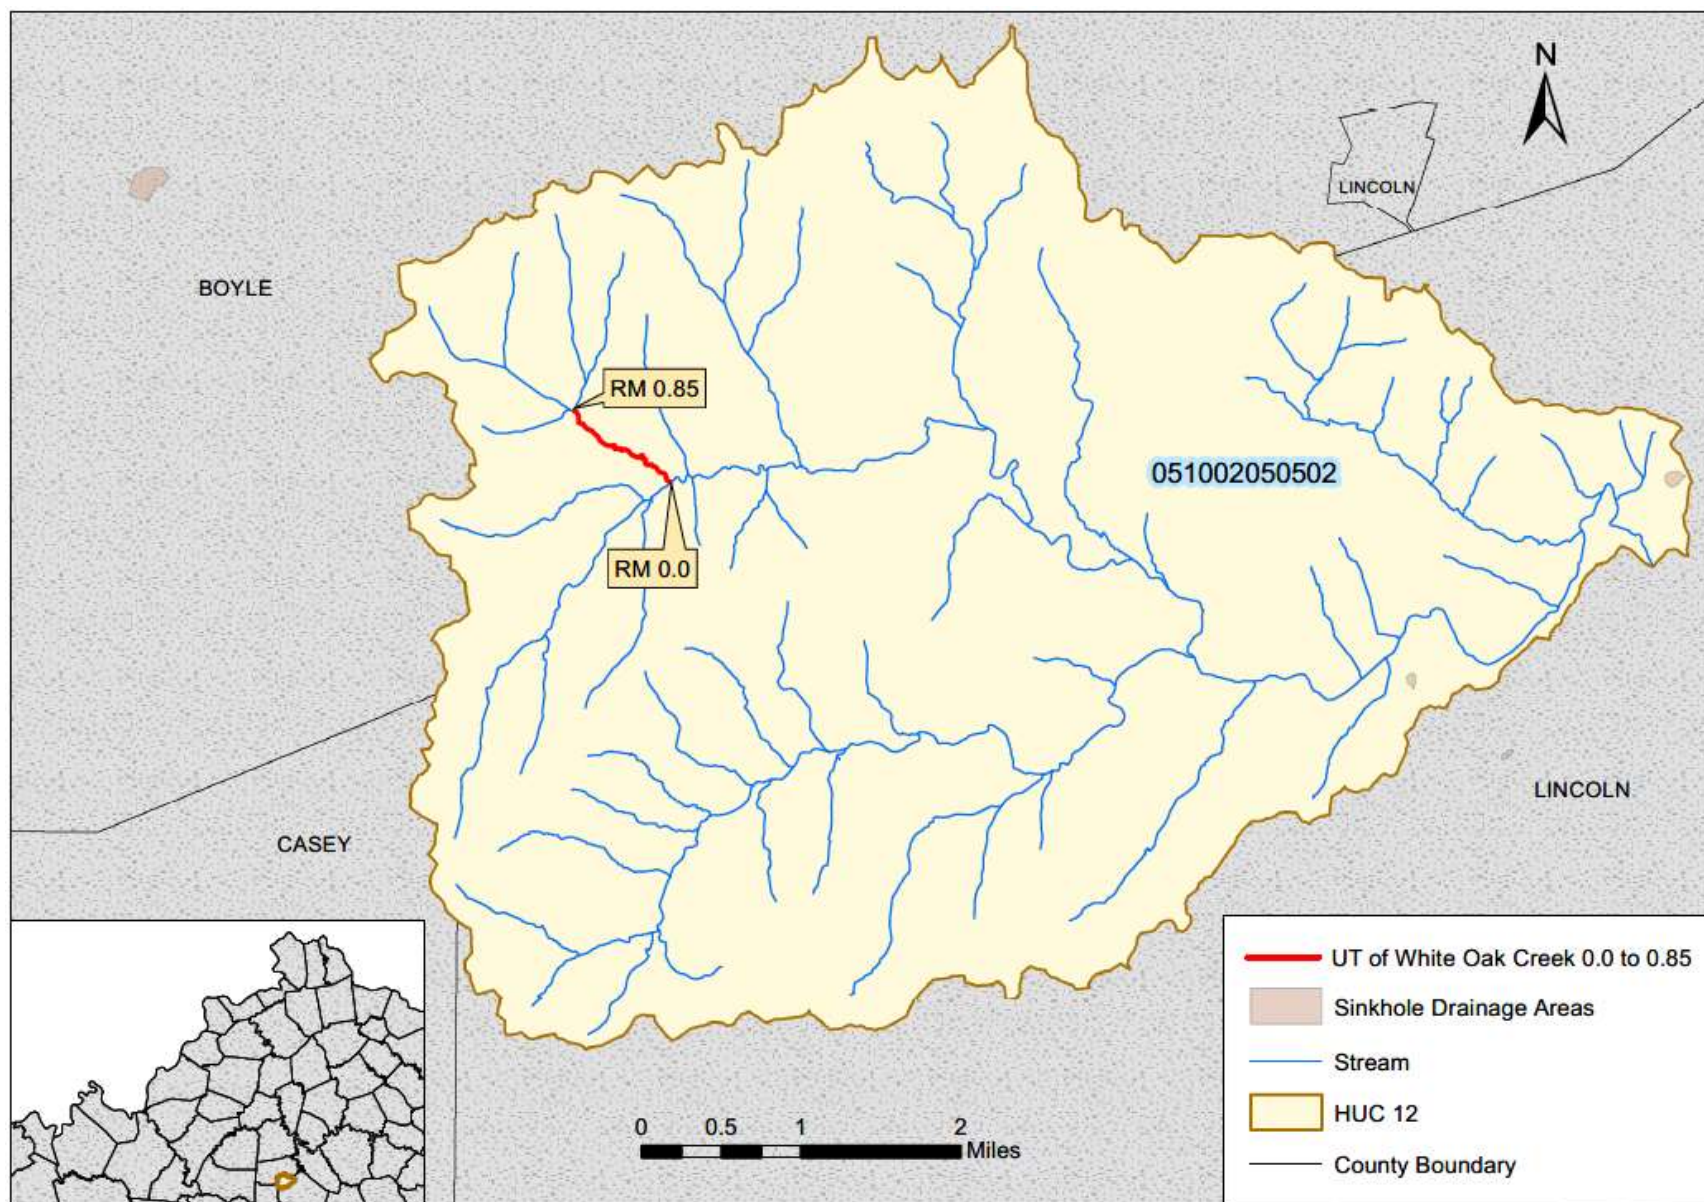 N
LINCOLN
BOYLE
RM 0.85
051002050502
RM 0.0
LINCOLN
CASEY
0 0.5 1 2
Miles
UT of White Oak Creek 0.0 to 0.85
Sinkhole Drainage Areas
Stream
HUC 12
County Boundary